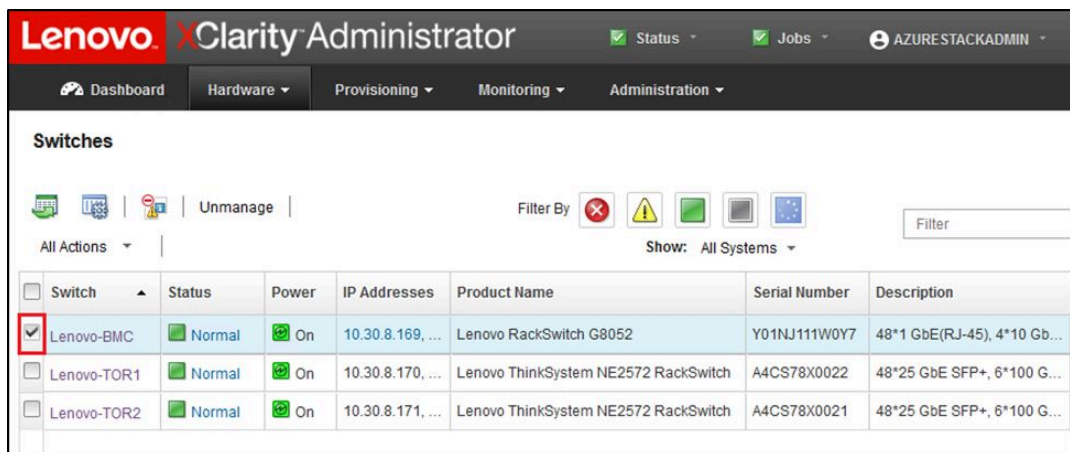 Lenovo. XClarity Administrator Status Jobs AZURESTACKADMIN
Dashboard Hardware Provisioning Monitoring Administration
Switches
Unmanage Filter By Filter
All Actions Show: All Systems
Switch Status Power IP Addresses Product Name Serial Number Description
Lenovo-BMC Normal On 10.30.8.169, ... Lenovo RackSwitch G8052 Y01NJ111W0Y7 48*1 GbE(RJ-45), 4*10 Gb...
Lenovo-TOR1 Normal On 10.30.8.170, ... Lenovo ThinkSystem NE2572 RackSwitch A4CS78X0022 48*25 GbE SFP+, 6*100 G...
Lenovo-TOR2 Normal On 10.30.8.171, ... Lenovo ThinkSystem NE2572 RackSwitch A4CS78X0021 48*25 GbE SFP+, 6*100 G...